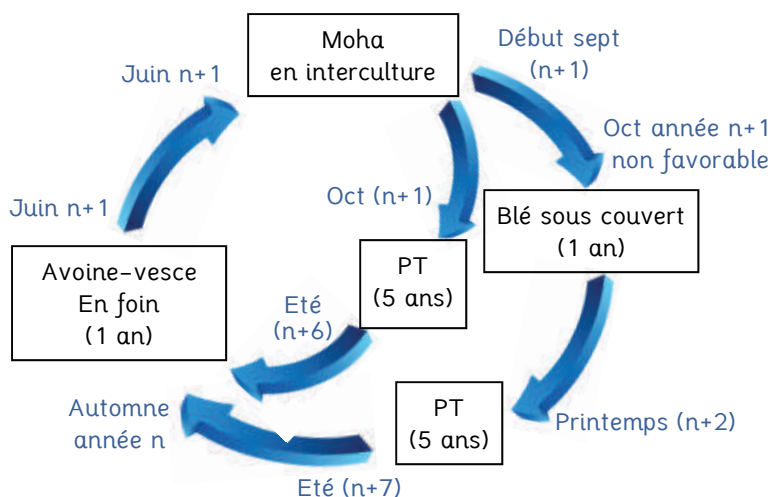 Moha
en interculture
Début sept
(n+1)
Juin n+1
Oct année n+1
non favorable
Juin n+1
Oct (n+1)
Blé sous couvert
(1 an)
Avoine-vesce
En foin
(1 an)
PT
(5 ans)
Eté
(n+6)
Automne
année n
PT
(5 ans)
Printemps (n+2)
Eté (n+7)